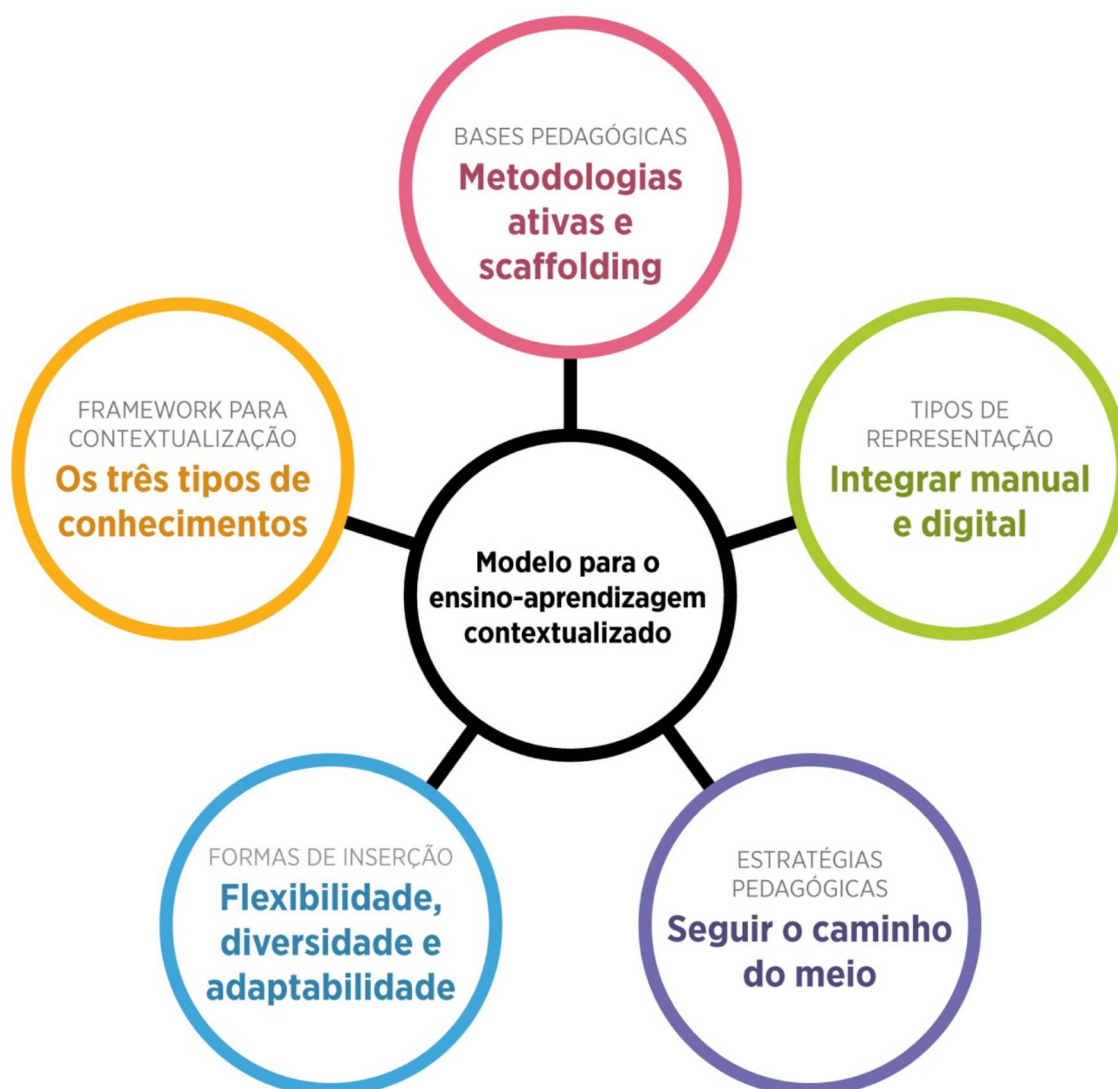 BASES PEDAGÓGICAS
Metodologias
ativas e
scaffolding
FRAMEWORK PARA
CONTEXTUALIZAÇÃO
Os três tipos de
conhecimentos
TIPOS DE
REPRESENTAÇÃO
Integrar manual
e digital
Modelo para o
ensino-aprendizagem
contextualizado
FORMAS DE INSERÇÃO
Flexibilidade,
diversidade e
adaptabilidade
ESTRATÉGIAS
PEDAGÓGICAS
Seguir o caminho
do meio